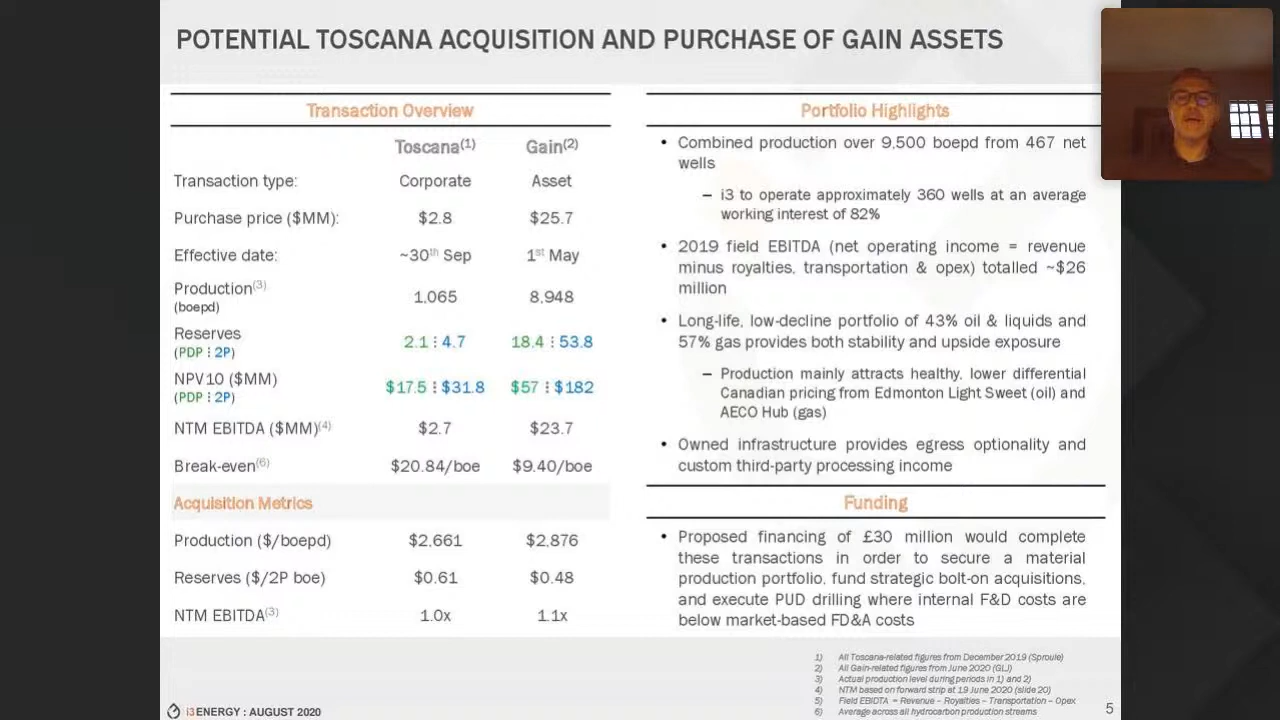 POTENTIAL TOSCANA ACQUISITION AND PURCHASE OF GAIN ASSETS
Transaction Overview
Toscana(1) Gain(2)
Transaction type: Corporate Asset
Purchase price ($MM): $2.8 $25.7
Effective date: ~30th Sep 1st May
Production(3)
(boepd) 1,065 8,948
Reserves
(PDP ⁝ 2P) 2.1 ⁝ 4.7 18.4 ⁝ 53.8
NPV10 ($MM)
(PDP ⁝ 2P) $17.5 ⁝ $31.8 $57 ⁝ $182
NTM EBITDA ($MM)(4) $2.7 $23.7
Break-even(6) $20.84/boe $9.40/boe
Acquisition Metrics
Production ($/boepd) $2,661 $2,876
Reserves ($/2P boe) $0.61 $0.48
NTM EBITDA(3) 1.0x 1.1x
Portfolio Highlights
• Combined production over 9,500 boepd from 467 net
wells
– i3 to operate approximately 360 wells at an average
working interest of 82%
• 2019 field EBITDA (net operating income = revenue
minus royalties, transportation & opex) totalled ~$26
million
• Long-life, low-decline portfolio of 43% oil & liquids and
57% gas provides both stability and upside exposure
– Production mainly attracts healthy, lower differential
Canadian pricing from Edmonton Light Sweet (oil) and
AECO Hub (gas)
• Owned infrastructure provides egress optionality and
custom third-party processing income
Funding
• Proposed financing of £30 million would complete
these transactions in order to secure a material
production portfolio, fund strategic bolt-on acquisitions,
and execute PUD drilling where internal F&D costs are
below market-based FD&A costs
1) All Toscana-related figures from December 2019 (Sproule)
2) All Gain-related figures from June 2020 (GLJ)
3) Actual production level during periods in 1) and 2)
4) NTM based on forward strip at 19 June 2020 (slide 20)
5) Field EBIDTA = Revenue – Royalties – Transportation – Opex
6) Average across all hydrocarbon production streams
i3 ENERGY : AUGUST 2020
5